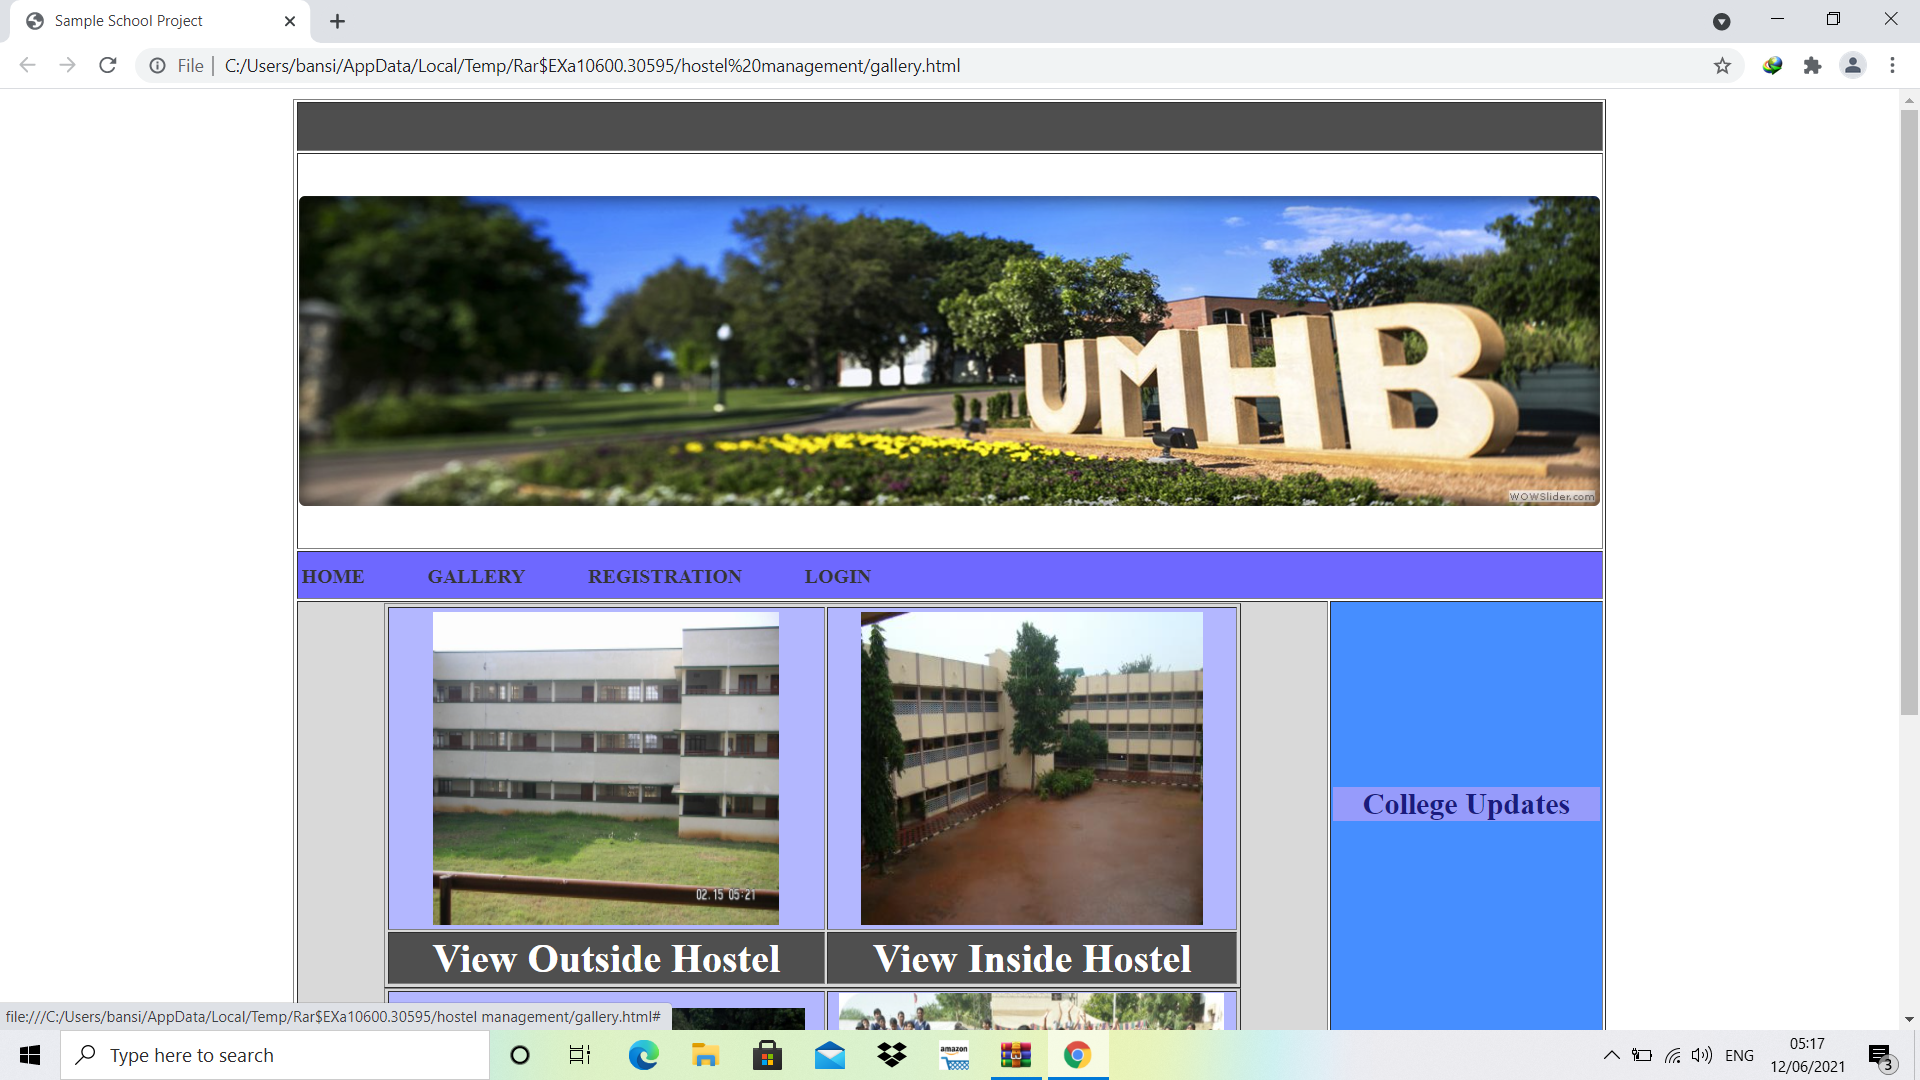 Sample School Project
File
C:/Users/bansi/AppData/Local/Temp/Rar$EXa10600.30595/hostel%20management/gallery.html
UMHB
WOWSlider.com
HOME GALLERY REGISTRATION LOGIN
02.15 05:21
College Updates
View Outside Hostel View Inside Hostel
file:///C:/Users/bansi/AppData/Local/Temp/Rar$EXa10600.30595/hostel management/gallery.html#
Type here to search
amazon
ENG
05:17
12/06/2021
3